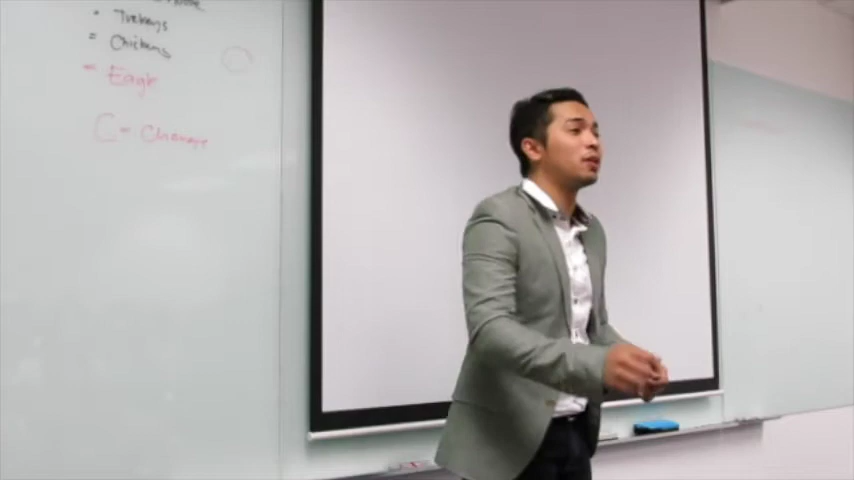 • Turkeys
= Chickens
- Eagle
C - Change